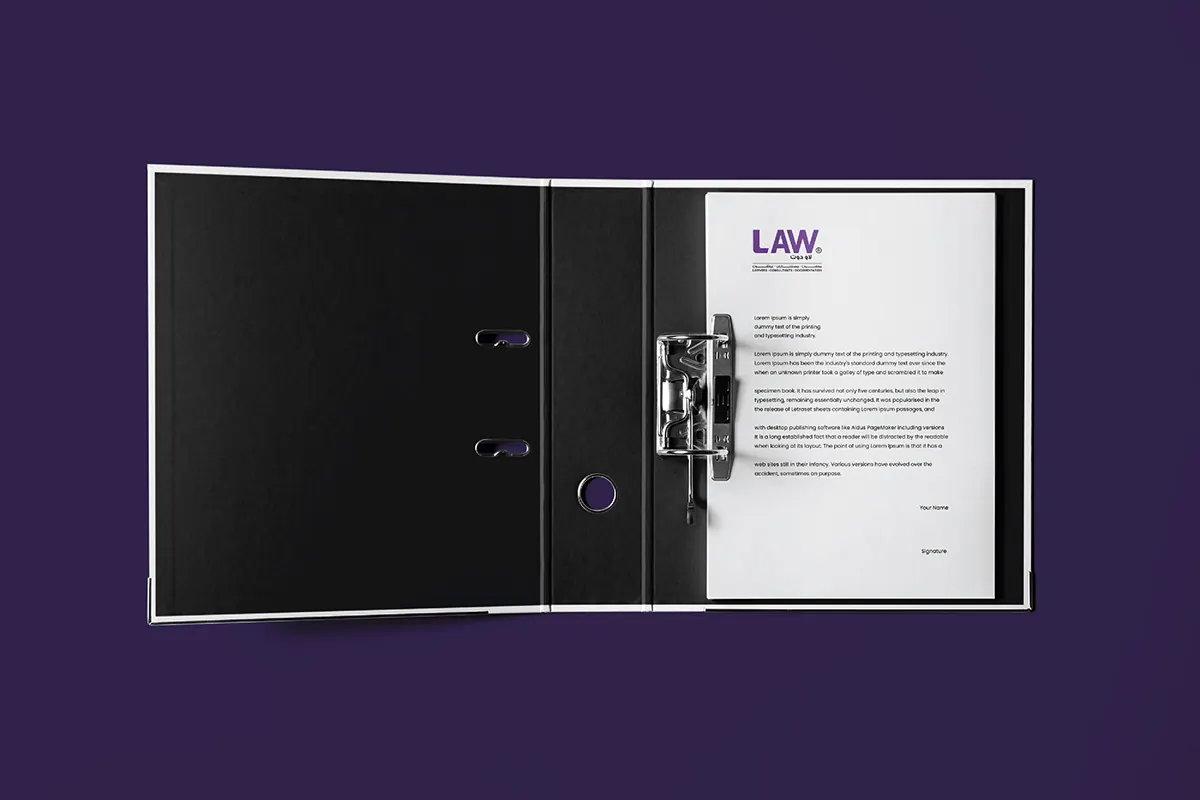 LAW®
لاو دوت
LAWYERS - CONSULTANTS - DOCUMENTATION
Lorem Ipsum is simply
dummy text of the printing
and typesetting industry.
Lorem Ipsum is simply dummy text of the printing and typesetting industry.
Lorem Ipsum has been the industry's standard dummy text ever since the
when an unknown printer took a galley of type and scrambled it to make
specimen book. It has survived not only five centuries, but also the leap in
typesetting, remaining essentially unchanged. It was popularised in the
the release of Letraset sheets containing Lorem Ipsum passages, and
with desktop publishing software like Aldus PageMaker including versions
It is a long established fact that a reader will be distracted by the readable
when looking at its layout. The point of using Lorem Ipsum is that it has a
web sites still in their infancy. Various versions have evolved over the
accident, sometimes on purpose.
Your Name
Signature